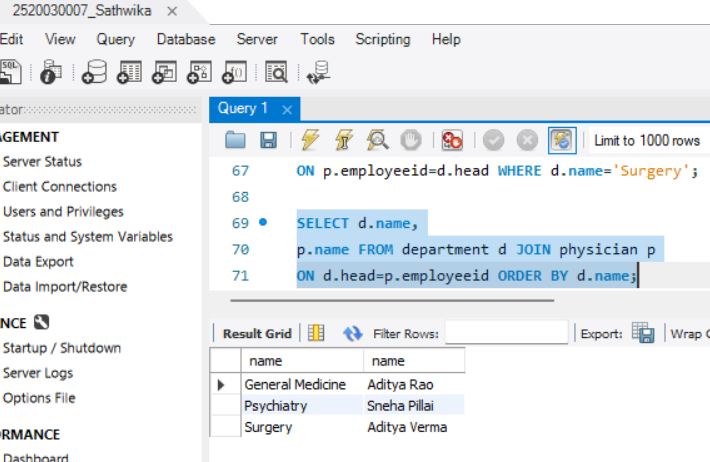 2520030007_Sathwika ×
Edit View Query Database Server Tools Scripting Help
SQL
Query 1 ×
Limit to 1000 rows
Server Status
Client Connections
Users and Privileges
Status and System Variables
Data Export
Data Import/Restore
Startup / Shutdown
Server Logs
Options File
Dashboard
67 ON p.employeeid=d.head WHERE d.name='Surgery';
68
69 SELECT d.name,
70 p.name FROM department d JOIN physician p
71 ON d.head=p.employeeid ORDER BY d.name;
Result Grid Filter Rows: Export: Wrap
name name
General Medicine Aditya Rao
Psychiatry Sneha Pillai
Surgery Aditya Verma